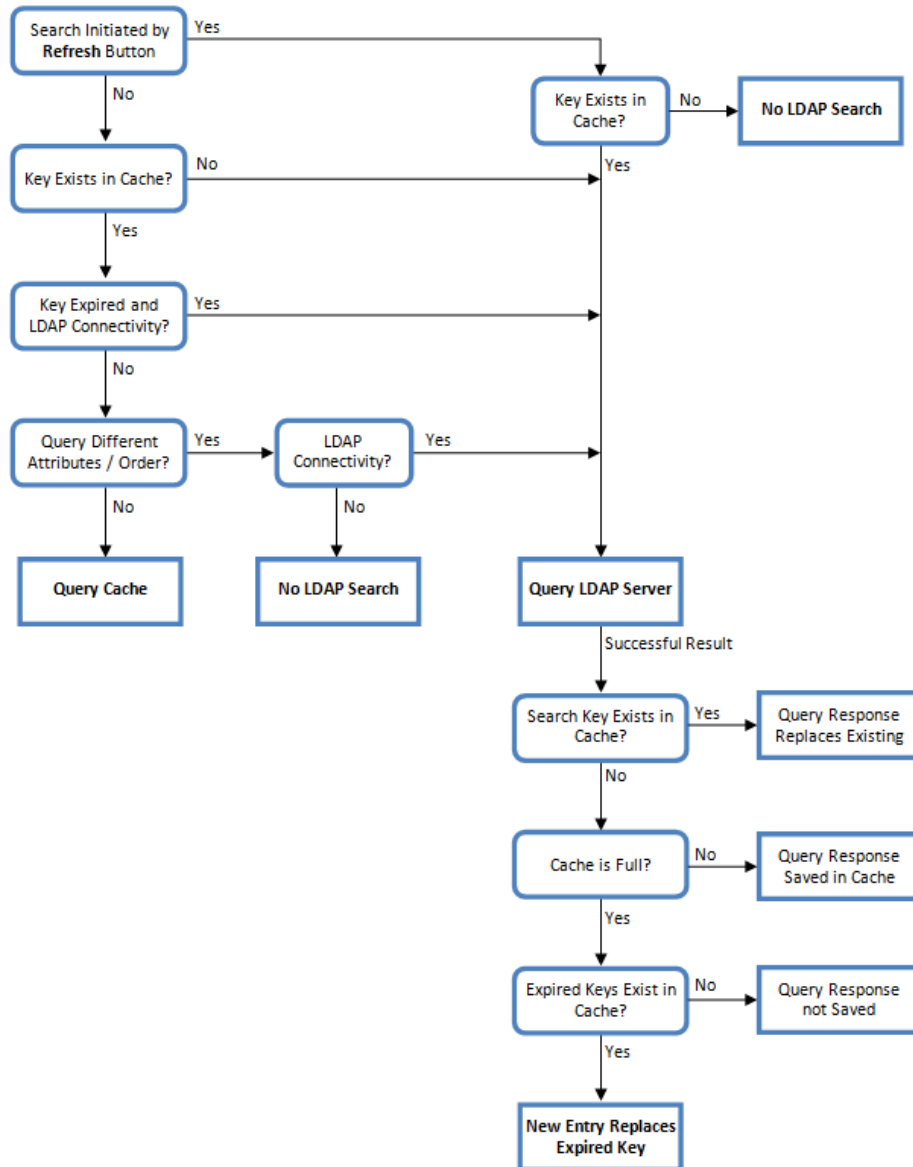 Search Initiated by
Refresh Button
Yes
No
Key Exists in
Cache?
No
No LDAP Search
Yes
Key Exists in Cache?
No
Yes
Key Expired and
LDAP Connectivity?
Yes
No
Query Different
Attributes / Order?
Yes
LDAP
Connectivity?
Yes
No
No
Query Cache
No LDAP Search
Query LDAP Server
Successful Result
Search Key Exists in
Cache?
Yes
Query Response
Replaces Existing
No
Cache is Full?
No
Query Response
Saved in Cache
Yes
Expired Keys Exist in
Cache?
No
Query Response
not Saved
Yes
New Entry Replaces
Expired Key